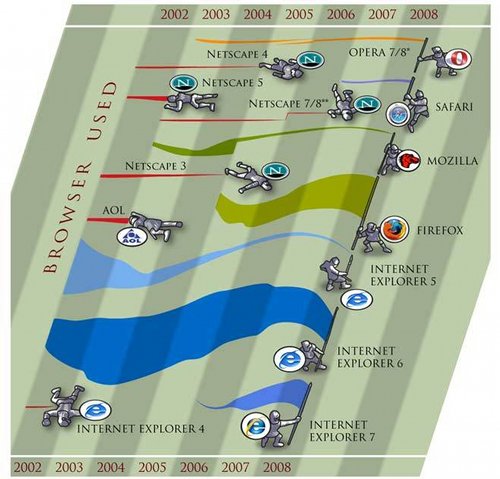 2002 2003 2004 2005 2006 2007 2008
NETSCAPE 4
OPERA 7/8*
NETSCAPE 5
NETSCAPE 7/8**
SAFARI
BROWSER USED
MOZILLA
NETSCAPE 3
AOL
AOL
FIREFOX
INTERNET
EXPLORER 5
INTERNET
EXPLORER 6
INTERNET EXPLORER 4
INTERNET
EXPLORER 7
2002 2003 2004 2005 2006 2007 2008